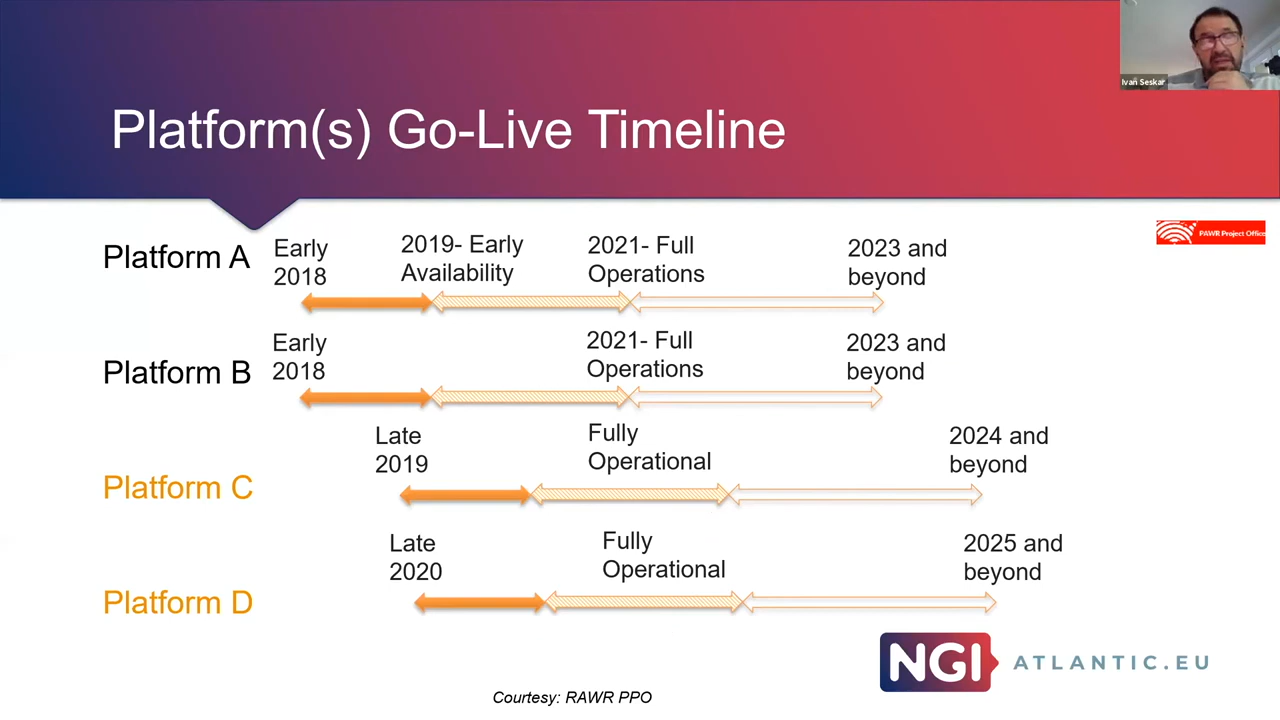 Ivan Seskar
Platform(s) Go-Live Timeline
PAWR Project Office
Platform A
Early
2018
2019- Early
Availability
2021- Full
Operations
2023 and
beyond
Platform B
Early
2018
2021- Full
Operations
2023 and
beyond
Platform C
Late
2019
Fully
Operational
2024 and
beyond
Platform D
Late
2020
Fully
Operational
2025 and
beyond
NGI ATLANTIC.EU
Courtesy: RAWR PPO